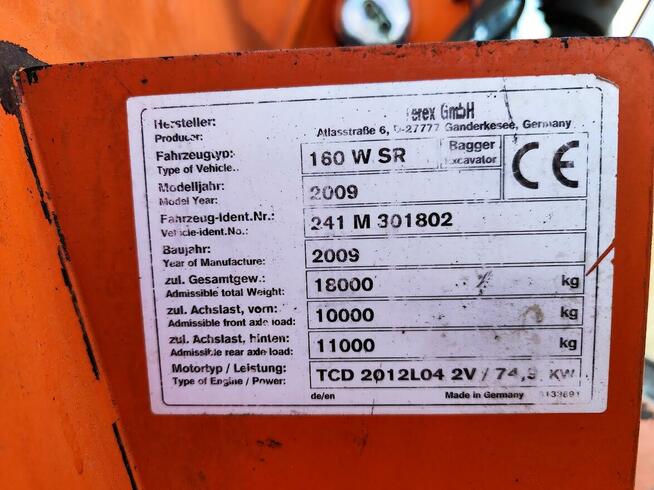 Hersteller: erex GmbH
Producer: Atlasstraße 6, D-27777 Ganderkesee, Germany
Fahrzeugtyp: 160 W SR Bagger
Type of Vehicle: Excavator
Modelljahr: 2009
Model Year:
Fahrzeug-Ident.Nr.: 241 M 301802
Vehicle-ident.No.:
Baujahr: 2009
Year of Manufacture:
zul. Gesamtgew.: 18000 kg
Admissible total Weight:
zul. Achslast, vorn: 10000 kg
Admissible front axle load:
zul. Achslast, hinten: 11000 kg
Admissible rear axle load:
Motortyp / Leistung: TCD 2012L04 2V / 74,9 KW
Type of Engine / Power:
de/en Made in Germany
CE